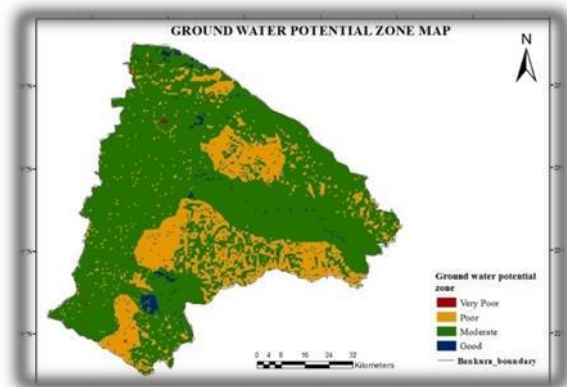 GROUND WATER POTENTIAL ZONE MAP
N
Ground water potential
zone
Very Poor
Poor
Moderate
Good
Bankura_boundary
0 4 8 16 24 32
Kilometers